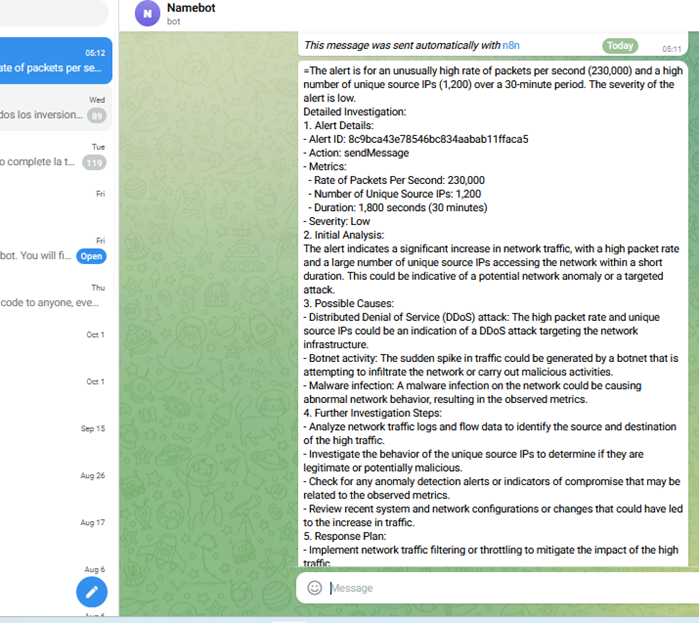 N
Namebot
bot
05:12
ate of packets per se...
Wed
dos los inversion...
89
Tue
o complete la t...
119
Fri
Fri
bot. You will fi...
Open
Thu
code to anyone, eve...
Oct 1
Oct 1
Sep 15
Aug 26
Aug 17
Aug 6
This message was sent automatically with n8n
Today
05:11
=The alert is for an unusually high rate of packets per second (230,000) and a high
number of unique source IPs (1,200) over a 30-minute period. The severity of the
alert is low.
Detailed Investigation:
1. Alert Details:
- Alert ID: 8c9bca43e78546bc834aabab11ffaca5
- Action: sendMessage
- Metrics:
- Rate of Packets Per Second: 230,000
- Number of Unique Source IPs: 1,200
- Duration: 1,800 seconds (30 minutes)
- Severity: Low
2. Initial Analysis:
The alert indicates a significant increase in network traffic, with a high packet rate
and a large number of unique source IPs accessing the network within a short
duration. This could be indicative of a potential network anomaly or a targeted
attack.
3. Possible Causes:
- Distributed Denial of Service (DDoS) attack: The high packet rate and unique
source IPs could be an indication of a DDoS attack targeting the network
infrastructure.
- Botnet activity: The sudden spike in traffic could be generated by a botnet that is
attempting to infiltrate the network or carry out malicious activities.
- Malware infection: A malware infection on the network could be causing
abnormal network behavior, resulting in the observed metrics.
4. Further Investigation Steps:
- Analyze network traffic logs and flow data to identify the source and destination
of the high traffic.
- Investigate the behavior of the unique source IPs to determine if they are
legitimate or potentially malicious.
- Check for any anomaly detection alerts or indicators of compromise that may be
related to the observed metrics.
- Review recent system and network configurations or changes that could have led
to the increase in traffic.
5. Response Plan:
- Implement network traffic filtering or throttling to mitigate the impact of the high
traffic.
Message